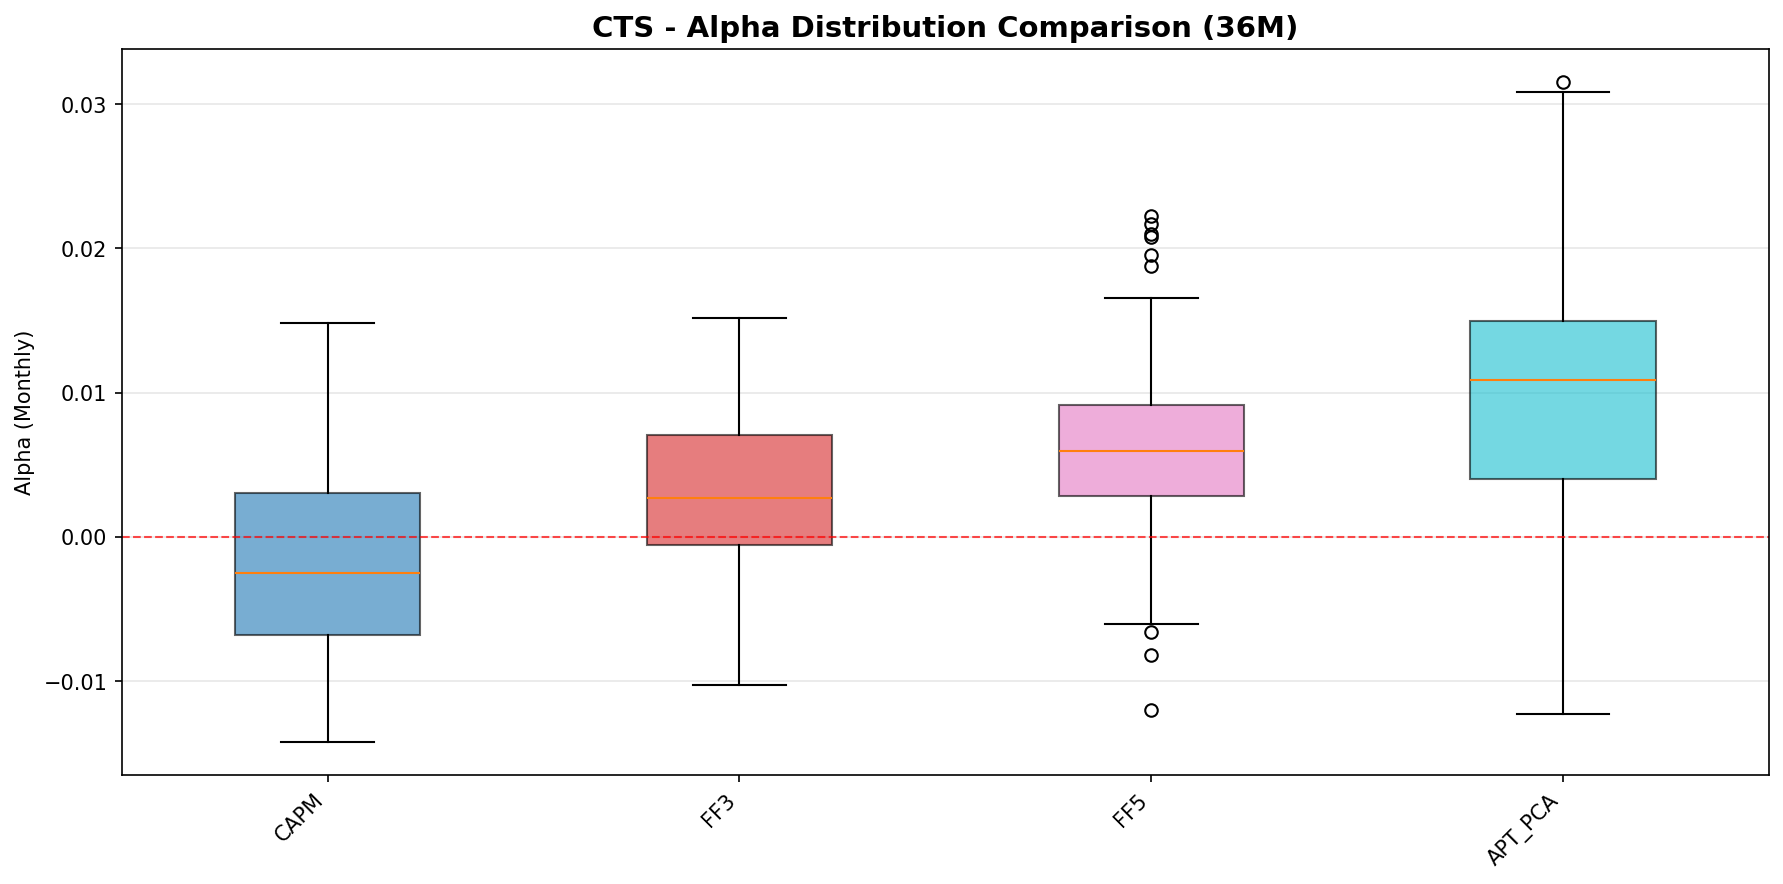 CTS - Alpha Distribution Comparison (36M)
Alpha (Monthly)
0.03
0.02
0.01
0.00
−0.01
CAPM
FF3
FF5
APT_PCA